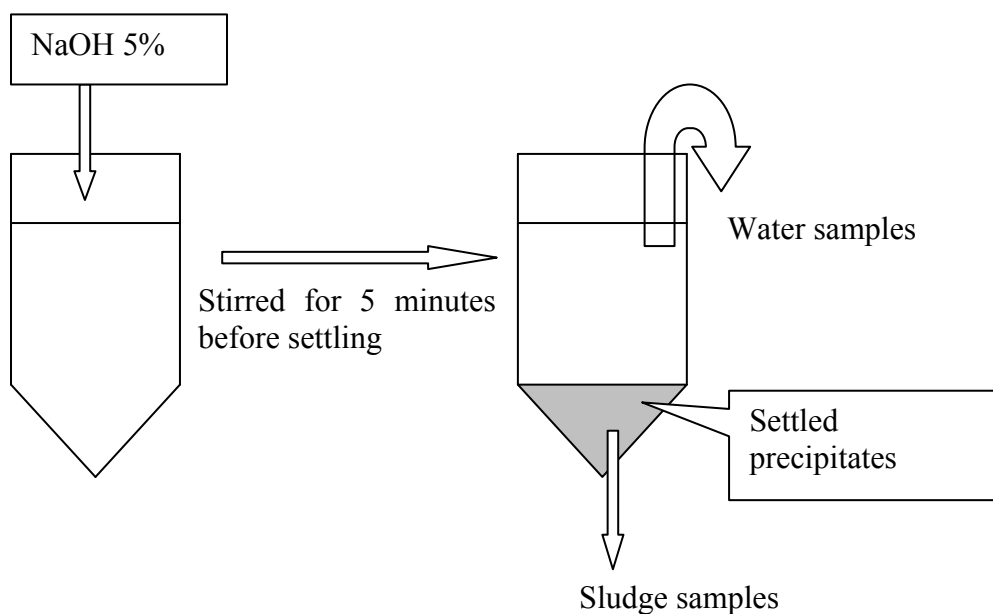 NaOH 5%
Water samples
Stirred for 5 minutes
before settling
Settled
precipitates
Sludge samples